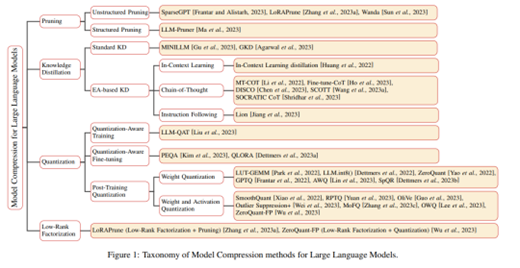 Model Compression for Large Language Models
Pruning
Unstructured Pruning
SparseGPT [Frantar and Alistarh, 2023], LoRAPrune [Zhang et al., 2023a], Wanda [Sun et al., 2023]
Structured Pruning
LLM-Pruner [Ma et al., 2023]
Knowledge
Distillation
Standard KD
MINILLM [Gu et al., 2023], GKD [Agarwal et al., 2023]
EA-based KD
In-Context Learning
In-Context Learning distillation [Huang et al., 2022]
Chain-of-Thought
MT-COT [Li et al., 2022], Fine-tune-CoT [Ho et al., 2023],
DISCO [Chen et al., 2023], SCOTT [Wang et al., 2023a],
SOCRATIC CoT [Shridhar et al., 2023]
Instruction Following
Lion [Jiang et al., 2023]
Quantization
Quantization-Aware
Training
LLM-QAT [Liu et al., 2023]
Quantization-Aware
Fine-tuning
PEQA [Kim et al., 2023], QLORA [Dettmers et al., 2023a]
Post-Training
Quantization
Weight Quantization
LUT-GEMM [Park et al., 2022], LLM.int8() [Dettmers et al., 2022], ZeroQuant [Yao et al., 2022],
GPTQ [Frantar et al., 2022], AWQ [Lin et al., 2023], SpQR [Dettmers et al., 2023b]
Weight and Activation
Quantization
SmoothQuant [Xiao et al., 2022], RPTQ [Yuan et al., 2023], OliVe [Guo et al., 2023],
Outlier Suppression+ [Wei et al., 2023], MoFQ [Zhang et al., 2023c], OWQ [Lee et al., 2023],
ZeroQuant-FP [Wu et al., 2023]
Low-Rank
Factorization
LoRAPrune (Low-Rank Factorization + Pruning) [Zhang et al., 2023a], ZeroQuant-FP (Low-Rank Factorization + Quantization) [Wu et al., 2023]
Figure 1: Taxonomy of Model Compression methods for Large Language Models.